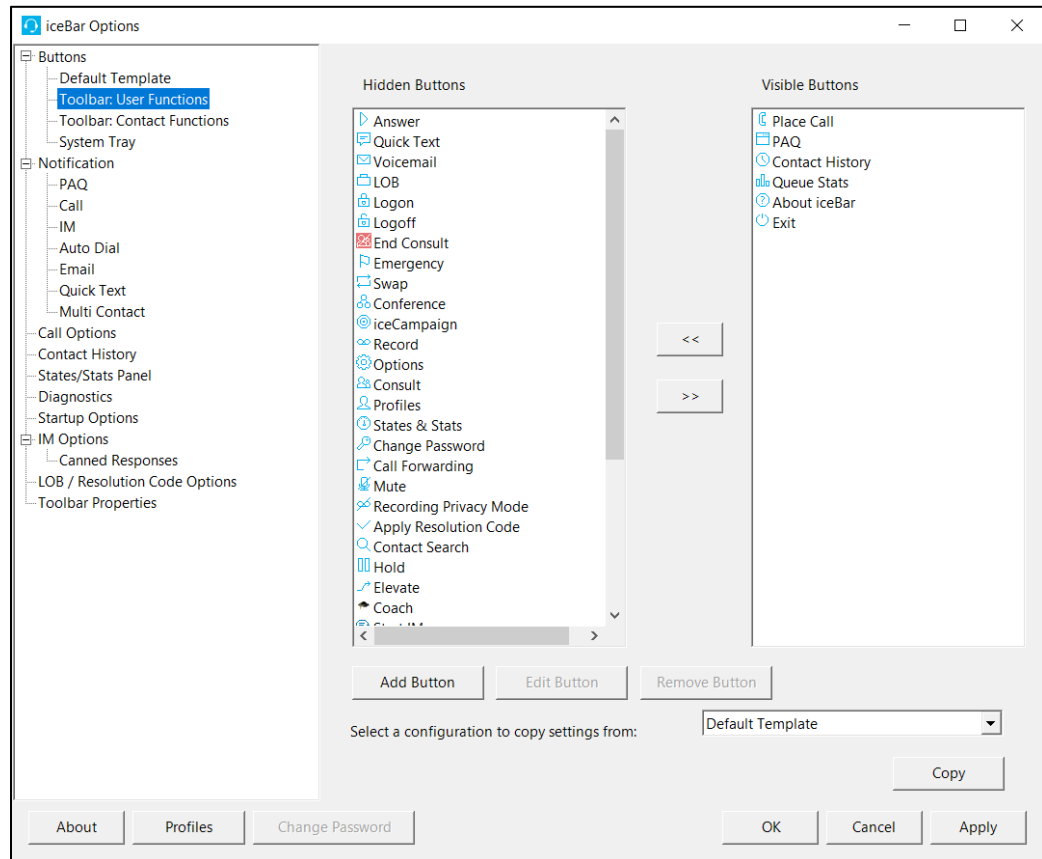 iceBar Options
Buttons
Default Template
Toolbar: User Functions
Toolbar: Contact Functions
System Tray
Notification
PAQ
Call
IM
Auto Dial
Email
Quick Text
Multi Contact
Call Options
Contact History
States/Stats Panel
Diagnostics
Startup Options
IM Options
Canned Responses
LOB / Resolution Code Options
Toolbar Properties
Hidden Buttons
Answer
Quick Text
Voicemail
LOB
Logon
Logoff
End Consult
Emergency
Swap
Conference
iceCampaign
Record
Options
Consult
Profiles
States & Stats
Change Password
Call Forwarding
Mute
Recording Privacy Mode
Apply Resolution Code
Contact Search
Hold
Elevate
Coach
<<
>>
Visible Buttons
Place Call
PAQ
Contact History
Queue Stats
About iceBar
Exit
Add Button
Edit Button
Remove Button
Select a configuration to copy settings from:
Default Template
Copy
About
Profiles
Change Password
OK
Cancel
Apply